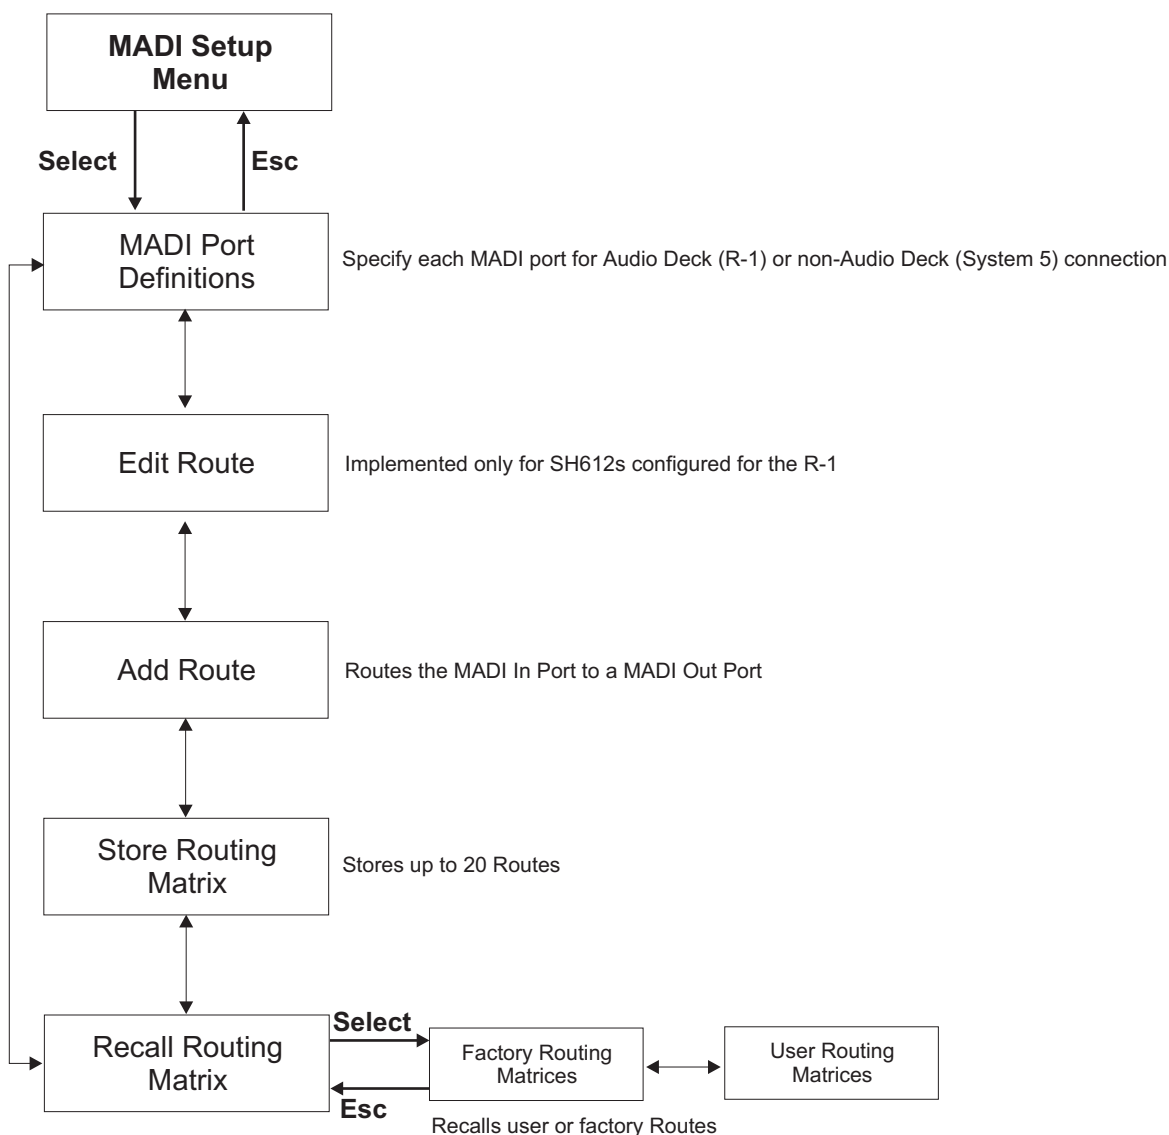 MADI Setup
Menu
Select
Esc
MADI Port
Definitions
Specify each MADI port for Audio Deck (R-1) or non-Audio Deck (System 5) connection
Edit Route
Implemented only for SH612s configured for the R-1
Add Route
Routes the MADI In Port to a MADI Out Port
Store Routing
Matrix
Stores up to 20 Routes
Recall Routing
Matrix
Select
Esc
Factory Routing
Matrices
User Routing
Matrices
Recalls user or factory Routes